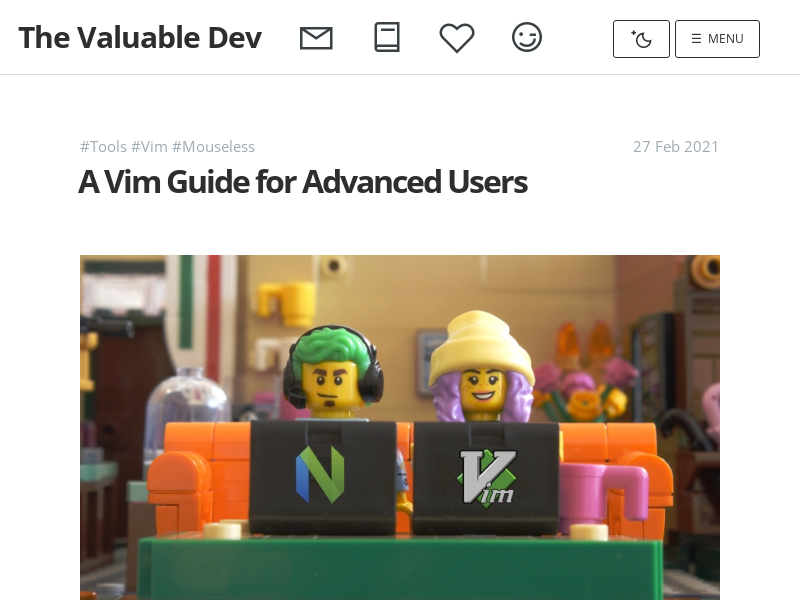 The Valuable Dev
☰ MENU
#Tools #Vim #Mouseless
27 Feb 2021
A Vim Guide for Advanced Users
N
Vim